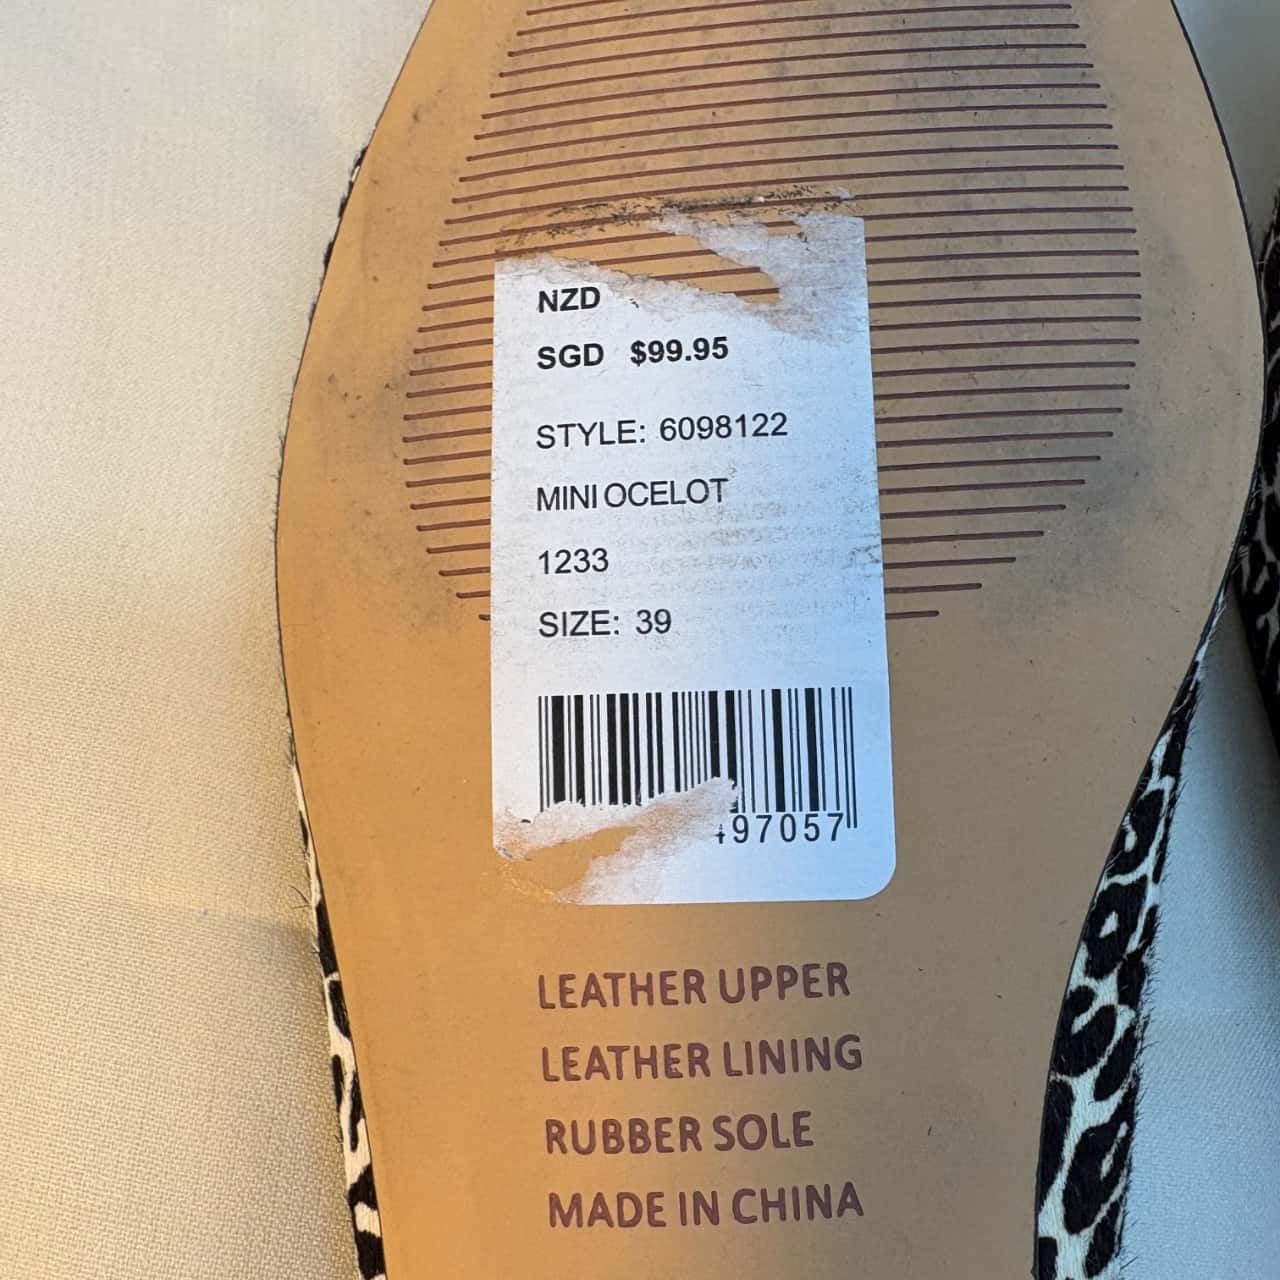 NZD
SGD $99.95
STYLE: 6098122
MINI OCELOT
1233
SIZE: 39
97057
LEATHER UPPER
LEATHER LINING
RUBBER SOLE
MADE IN CHINA